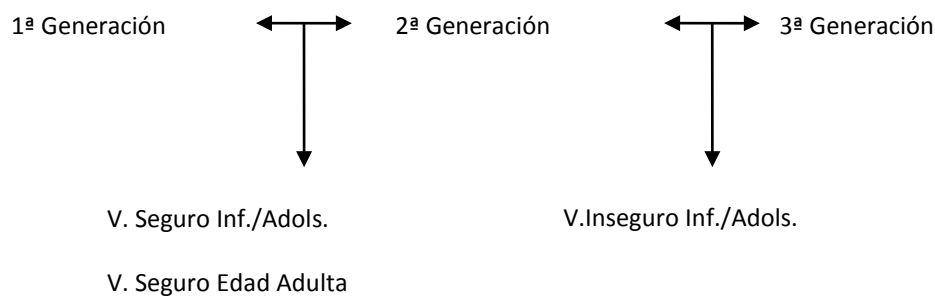 1ª Generación 2ª Generación 3ª Generación
V. Seguro Inf./Adols. V.Inseguro Inf./Adols.
V. Seguro Edad Adulta